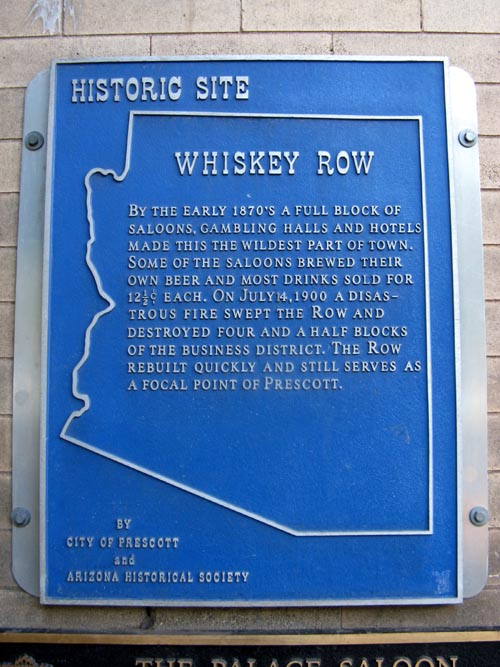 HISTORIC SITE
WHISKEY ROW
BY THE EARLY 1870'S A FULL BLOCK OF
SALOONS, GAMBLING HALLS AND HOTELS
MADE THIS THE WILDEST PART OF TOWN.
SOME OF THE SALOONS BREWED THEIR
OWN BEER AND MOST DRINKS SOLD FOR
12½¢ EACH. ON JULY 14, 1900 A DISAS-
TROUS FIRE SWEPT THE ROW AND
DESTROYED FOUR AND A HALF BLOCKS
OF THE BUSINESS DISTRICT. THE ROW
REBUILT QUICKLY AND STILL SERVES AS
A FOCAL POINT OF PRESCOTT.
BY
CITY OF PRESCOTT
and
ARIZONA HISTORICAL SOCIETY
THE PALACE SALOON